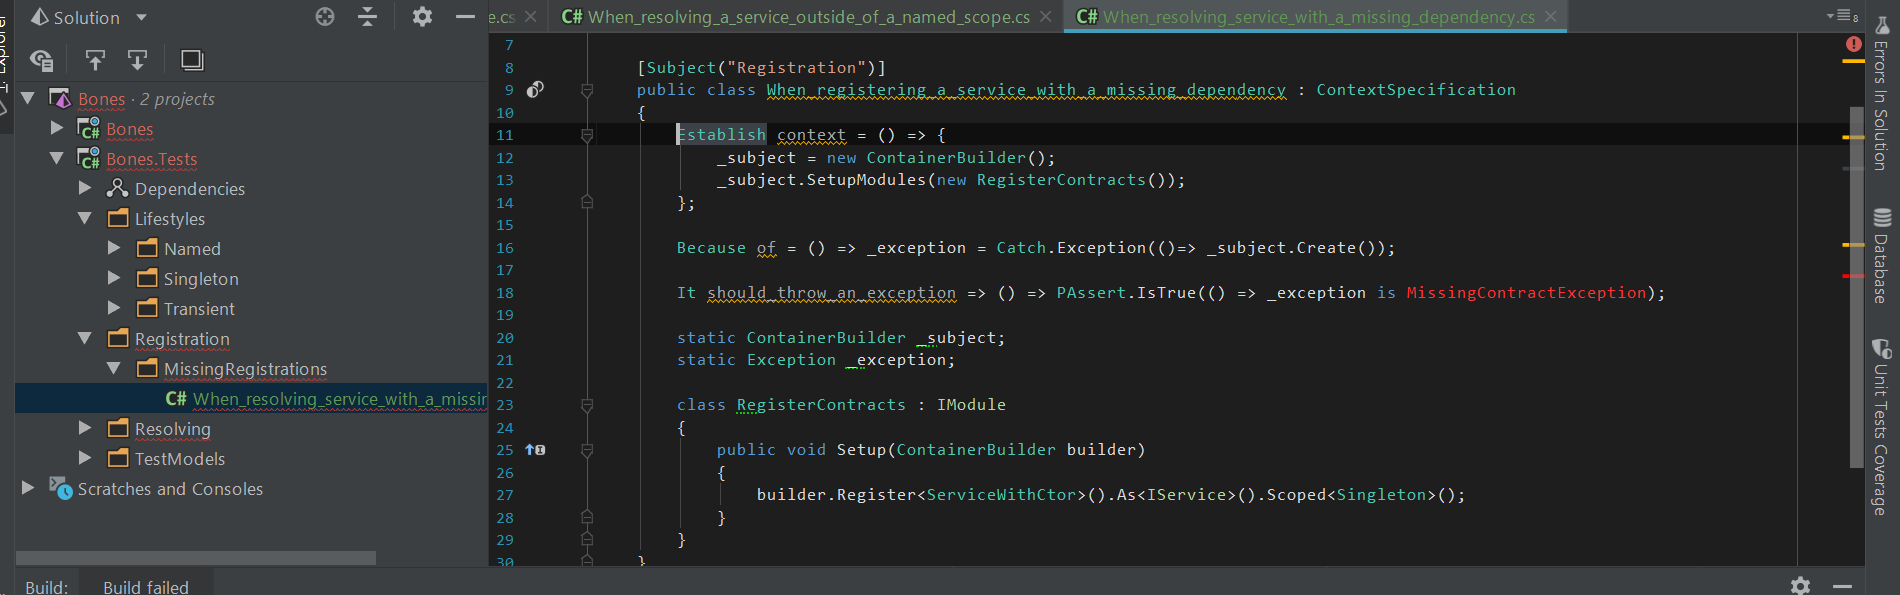 Solution
e.cs
C# When_resolving_a_service_outside_of_a_named_scope.cs
C# When_resolving_service_with_a_missing_dependency.cs
8
Explorer
Bones · 2 projects
C# Bones
C# Bones.Tests
Dependencies
Lifestyles
Named
Singleton
Transient
Registration
MissingRegistrations
C# When_resolving_service_with_a_missin
Resolving
TestModels
Scratches and Consoles
7
8 [Subject("Registration")]
9 public class When_registering_a_service_with_a_missing_dependency : ContextSpecification
10 {
11 Establish context = () => {
12 _subject = new ContainerBuilder();
13 _subject.SetupModules(new RegisterContracts());
14 };
15
16 Because of = () => _exception = Catch.Exception(()=> _subject.Create());
17
18 It should_throw_an_exception => () => PAssert.IsTrue(() => _exception is MissingContractException);
19
20 static ContainerBuilder _subject;
21 static Exception _exception;
22
23 class RegisterContracts : IModule
24 {
25 public void Setup(ContainerBuilder builder)
26 {
27 builder.Register<ServiceWithCtor>().As<IService>().Scoped<Singleton>();
28 }
29 }
30 }
Errors In Solution
Database
Unit Tests Coverage
Build: Build failed